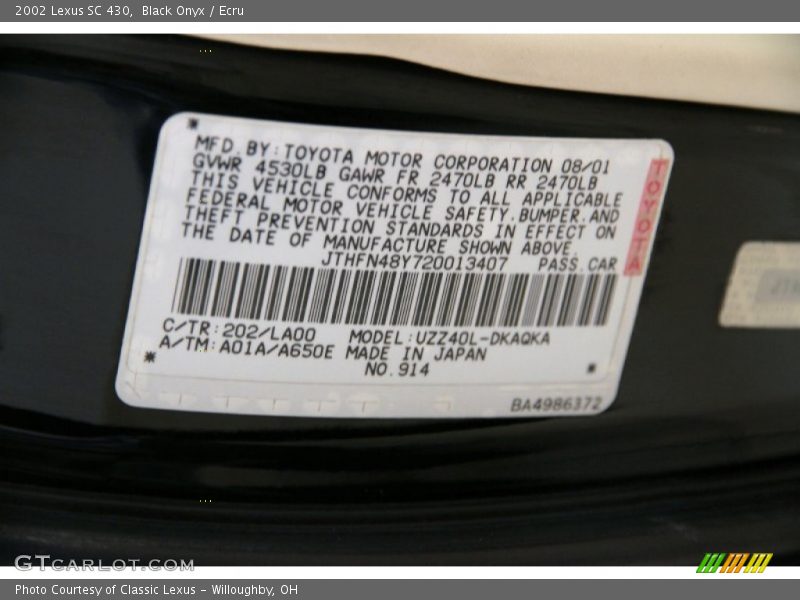 2002 Lexus SC 430, Black Onyx / Ecru
MFD. BY: TOYOTA MOTOR CORPORATION 08/01
GVWR 4530LB GAWR FR 2470LB RR 2470LB
THIS VEHICLE CONFORMS TO ALL APPLICABLE
FEDERAL MOTOR VEHICLE SAFETY, BUMPER, AND
THEFT PREVENTION STANDARDS IN EFFECT ON
THE DATE OF MANUFACTURE SHOWN ABOVE.
JTHFN48Y720013407 PASS. CAR
TOYOTA
C/TR: 202/LA00 MODEL: UZZ40L-DKAQKA
A/TM: A01A/A650E MADE IN JAPAN
NO. 914
BA4986372
GTCARLOT.COM
Photo Courtesy of Classic Lexus - Willoughby, OH